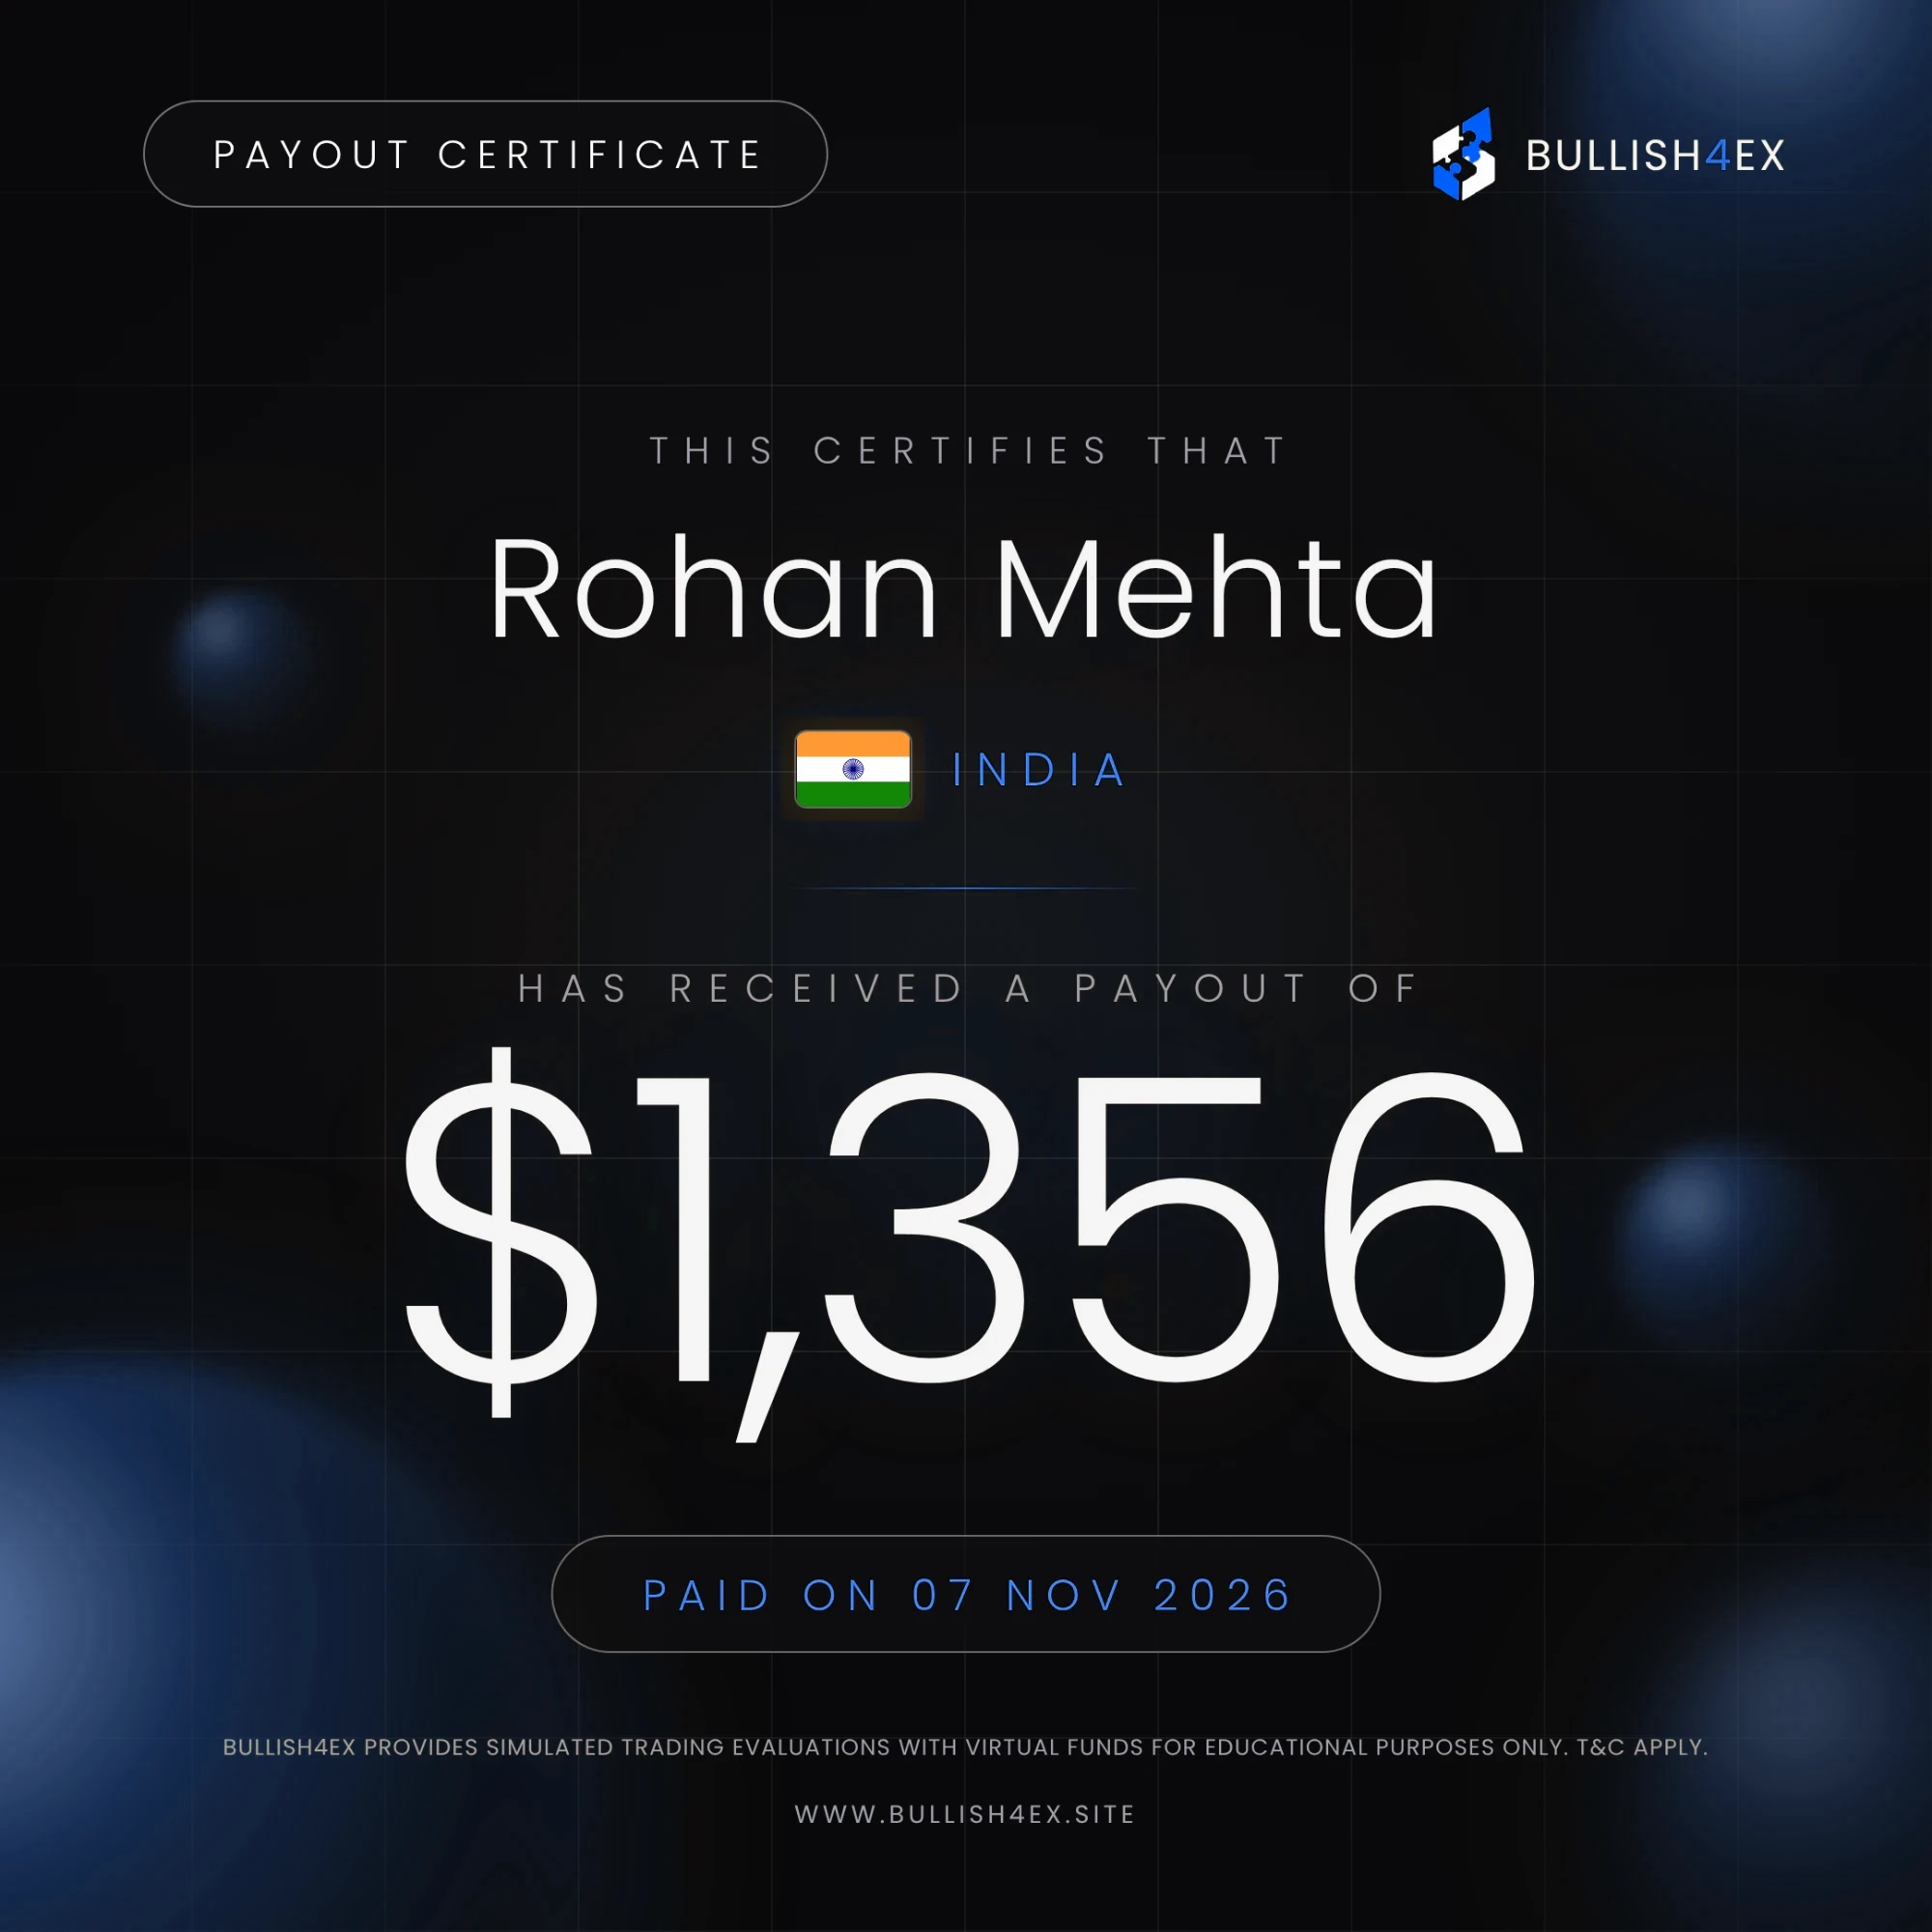 PAYOUT CERTIFICATE
BULLISH4EX
THIS CERTIFIES THAT
Rohan Mehta
INDIA
HAS RECEIVED A PAYOUT OF
$1,356
PAID ON 07 NOV 2026
BULLISH4EX PROVIDES SIMULATED TRADING EVALUATIONS WITH VIRTUAL FUNDS FOR EDUCATIONAL PURPOSES ONLY. T&C APPLY.
WWW.BULLISH4EX.SITE